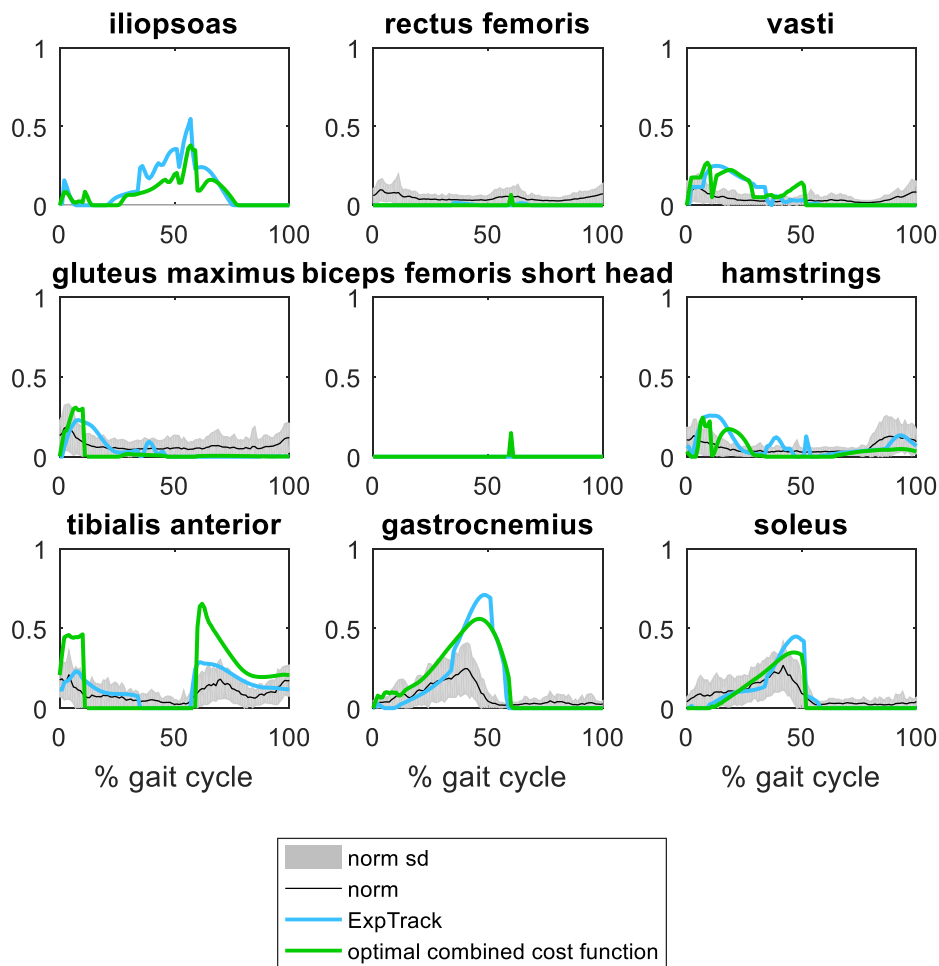 iliopsoas rectus femoris vasti
1 1 1
0.5 0.5 0.5
0 0 0
0 50 100 0 50 100 0 50 100
gluteus maximus biceps femoris short head hamstrings
1 1 1
0.5 0.5 0.5
0 0 0
0 50 100 0 50 100 0 50 100
tibialis anterior gastrocnemius soleus
1 1 1
0.5 0.5 0.5
0 0 0
0 50 100 0 50 100 0 50 100
% gait cycle % gait cycle % gait cycle
norm sd
norm
ExpTrack
optimal combined cost function